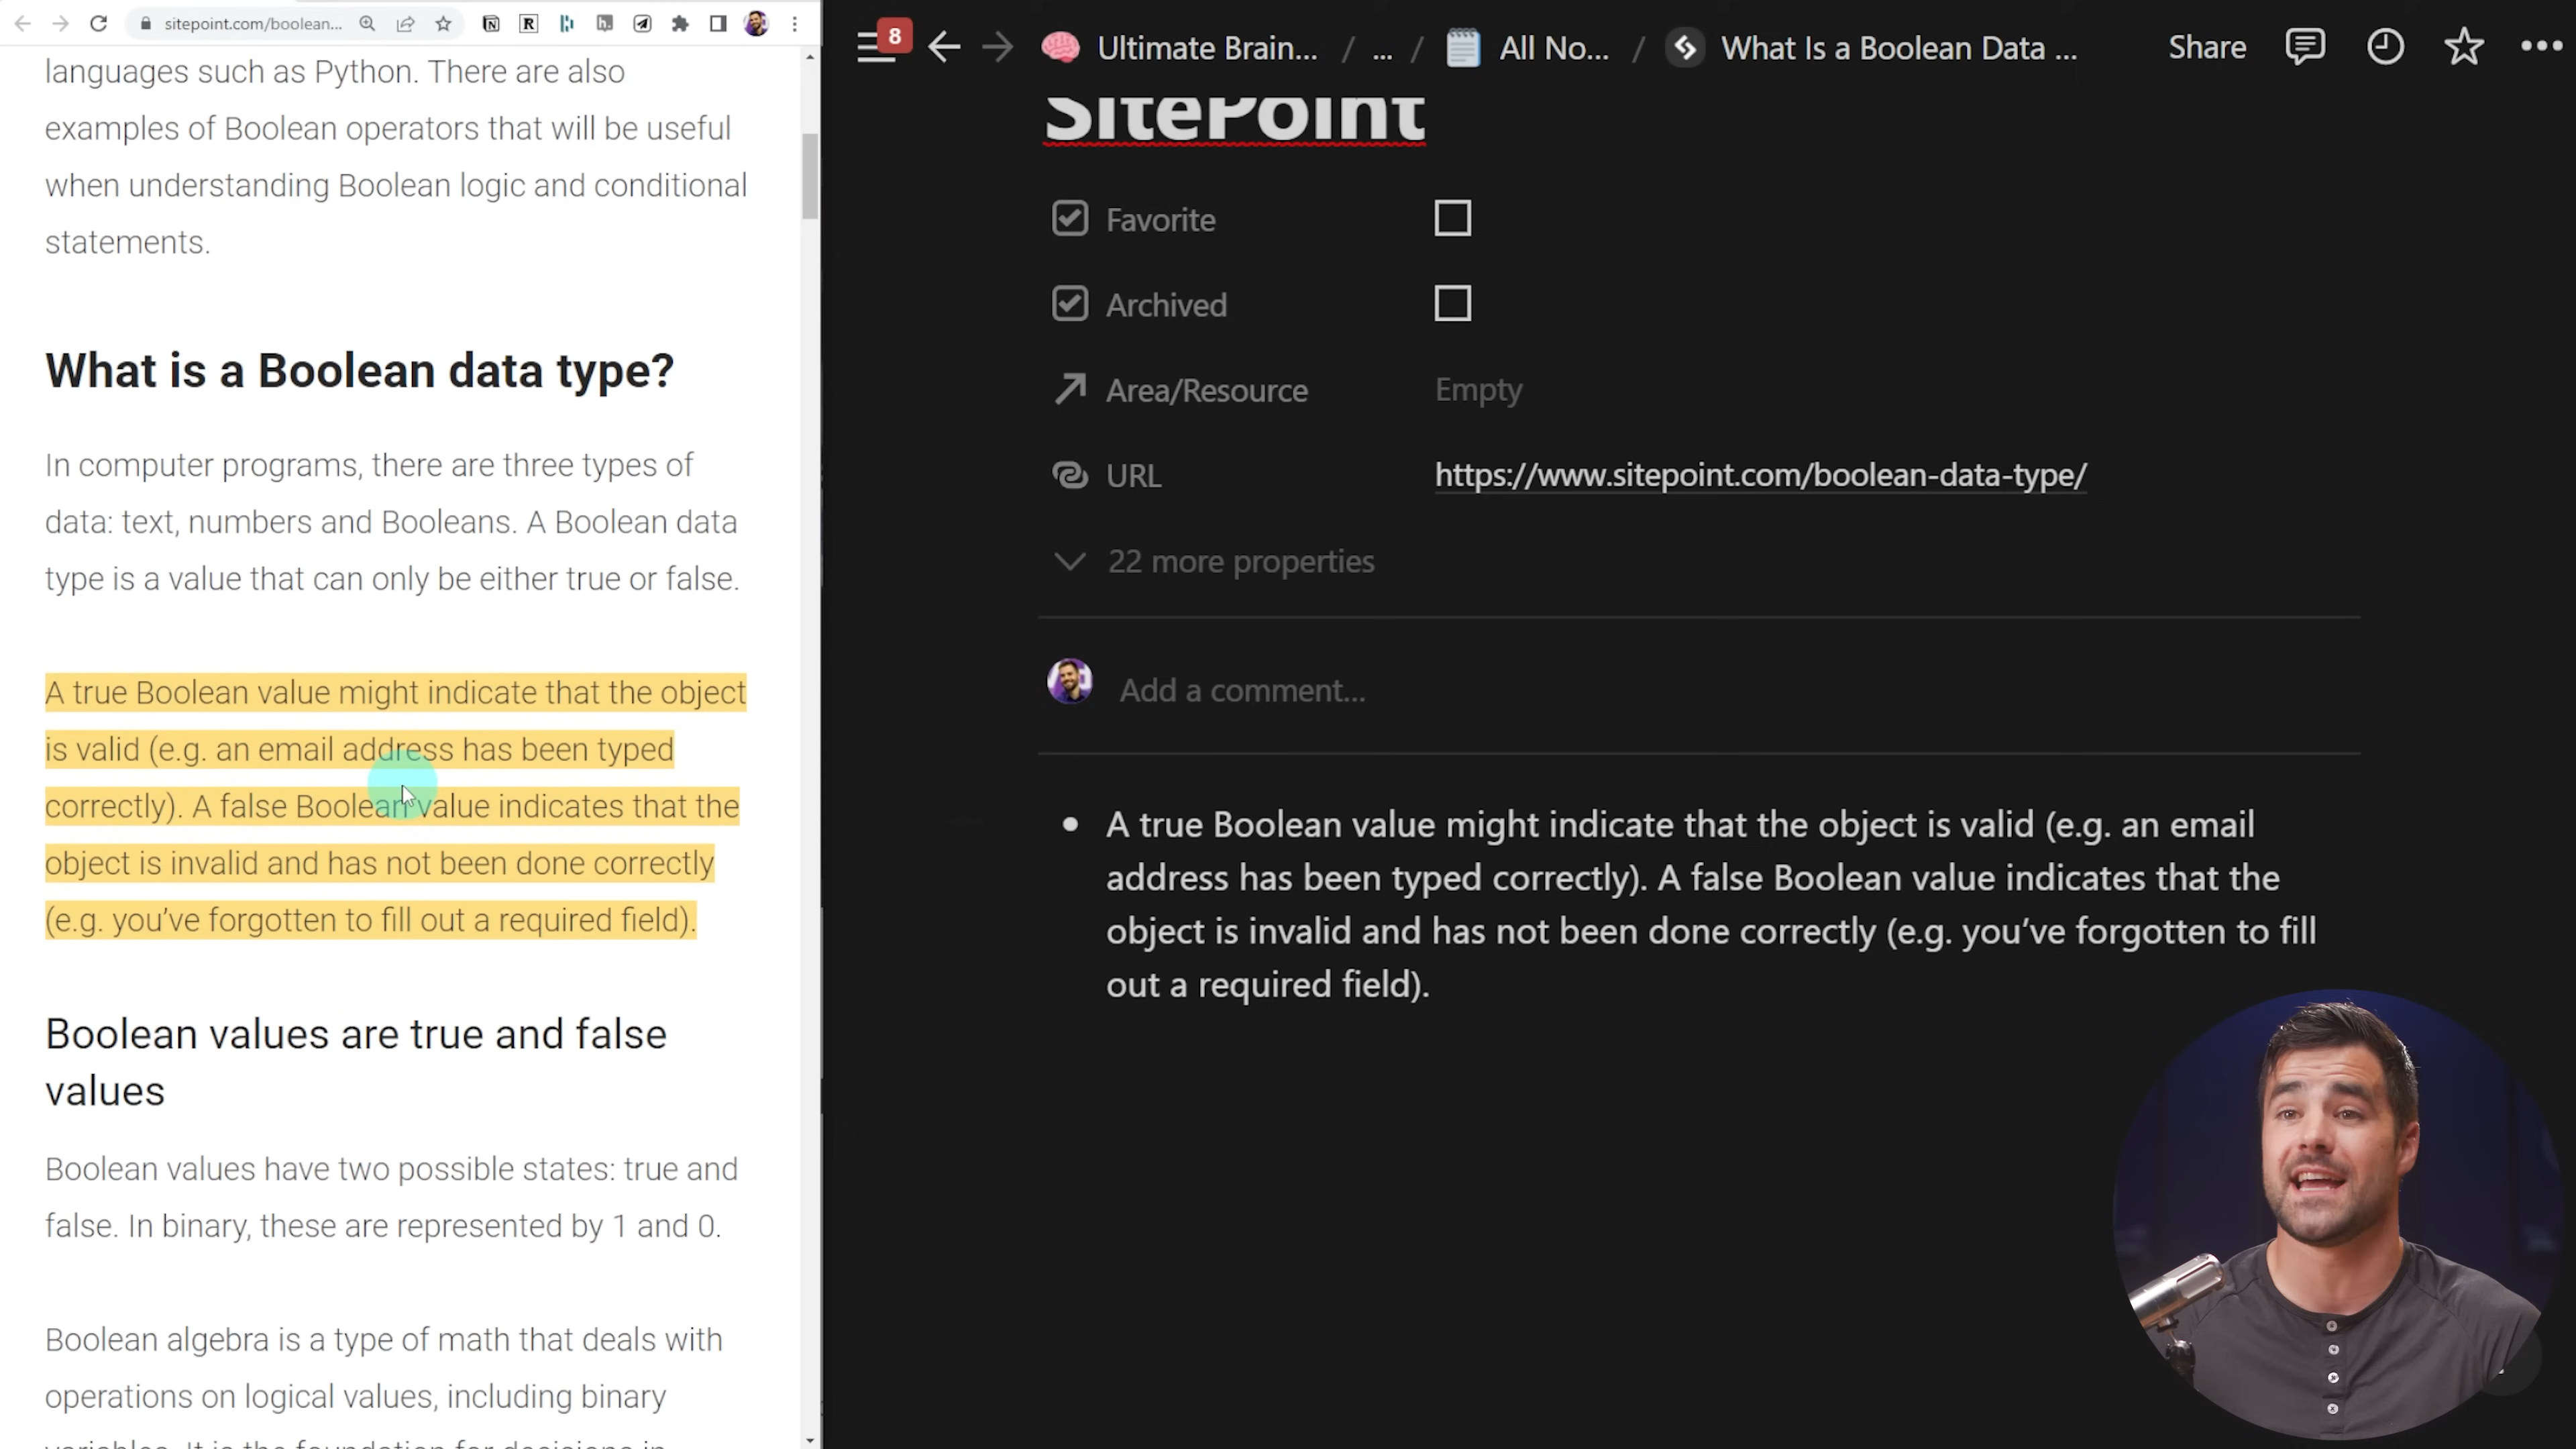 sitepoint.com/boolean...
languages such as Python. There are also
examples of Boolean operators that will be useful
when understanding Boolean logic and conditional
statements.
What is a Boolean data type?
In computer programs, there are three types of
data: text, numbers and Booleans. A Boolean data
type is a value that can only be either true or false.
A true Boolean value might indicate that the object
is valid (e.g. an email address has been typed
correctly). A false Boolean value indicates that the
object is invalid and has not been done correctly
(e.g. you’ve forgotten to fill out a required field).
Boolean values are true and false
values
Boolean values have two possible states: true and
false. In binary, these are represented by 1 and 0.
Boolean algebra is a type of math that deals with
operations on logical values, including binary
variables. It is the foundation for decisions in
8
Ultimate Brain... / ... / All No... / What Is a Boolean Data ...
Share
SitePoint
Favorite
Archived
Area/Resource Empty
URL https://www.sitepoint.com/boolean-data-type/
22 more properties
Add a comment...
• A true Boolean value might indicate that the object is valid (e.g. an email
address has been typed correctly). A false Boolean value indicates that the
object is invalid and has not been done correctly (e.g. you’ve forgotten to fill
out a required field).